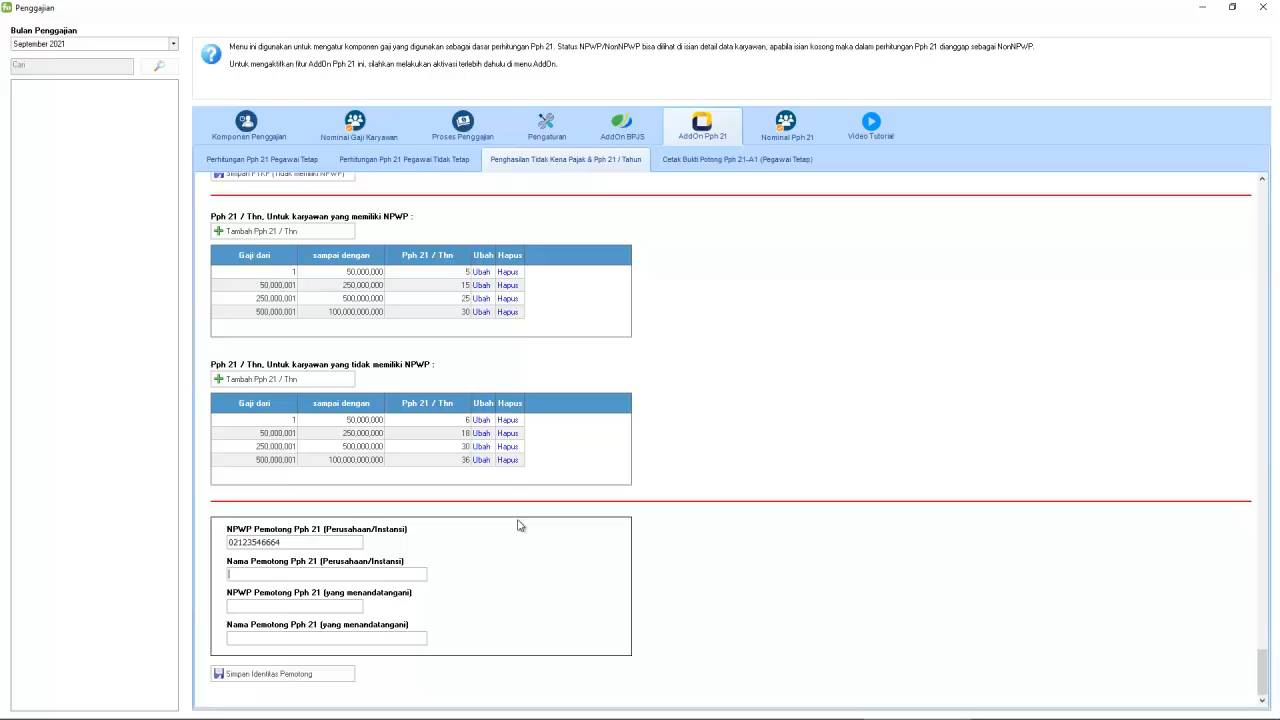 Penggajian
Bulan Penggajian
September 2021
Cari
Menu ini digunakan untuk mengatur komponen gaji yang digunakan sebagai dasar perhitungan Pph 21. Status NPWP/NonNPWP bisa dilihat di isian detail data karyawan, apabila isian kosong maka dalam perhitungan Pph 21 dianggap sebagai NonNPWP.
Untuk mengaktifkan fitur AddOn Pph 21 ini, silahkan melakukan aktivasi terlebih dahulu di menu AddOn.
Komponen Penggajian Nominal Gaji Karyawan Proses Penggajian Pengaturan AddOn BPJS AddOn Pph 21 Nominal Pph 21 Video Tutorial
Perhitungan Pph 21 Pegawai Tetap Perhitungan Pph 21 Pegawai Tidak Tetap Penghasilan Tidak Kena Pajak & Pph 21 / Tahun Cetak Bukti Potong Pph 21-A1 (Pegawai Tetap)
Simpan PTKP (Tidak memiliki NPWP)
Pph 21 / Thn, Untuk karyawan yang memiliki NPWP :
Tambah Pph 21 / Thn
Gaji dari sampai dengan Pph 21 / Thn Ubah Hapus
1 50,000,000 5 Ubah Hapus
50,000,001 250,000,000 15 Ubah Hapus
250,000,001 500,000,000 25 Ubah Hapus
500,000,001 100,000,000,000 30 Ubah Hapus
Pph 21 / Thn, Untuk karyawan yang tidak memiliki NPWP :
Tambah Pph 21 / Thn
Gaji dari sampai dengan Pph 21 / Thn Ubah Hapus
1 50,000,000 6 Ubah Hapus
50,000,001 250,000,000 18 Ubah Hapus
250,000,001 500,000,000 30 Ubah Hapus
500,000,001 100,000,000,000 36 Ubah Hapus
NPWP Pemotong Pph 21 (Perusahaan/Instansi)
02123546664
Nama Pemotong Pph 21 (Perusahaan/Instansi)
NPWP Pemotong Pph 21 (yang menandatangani)
Nama Pemotong Pph 21 (yang menandatangani)
Simpan Identitas Pemotong